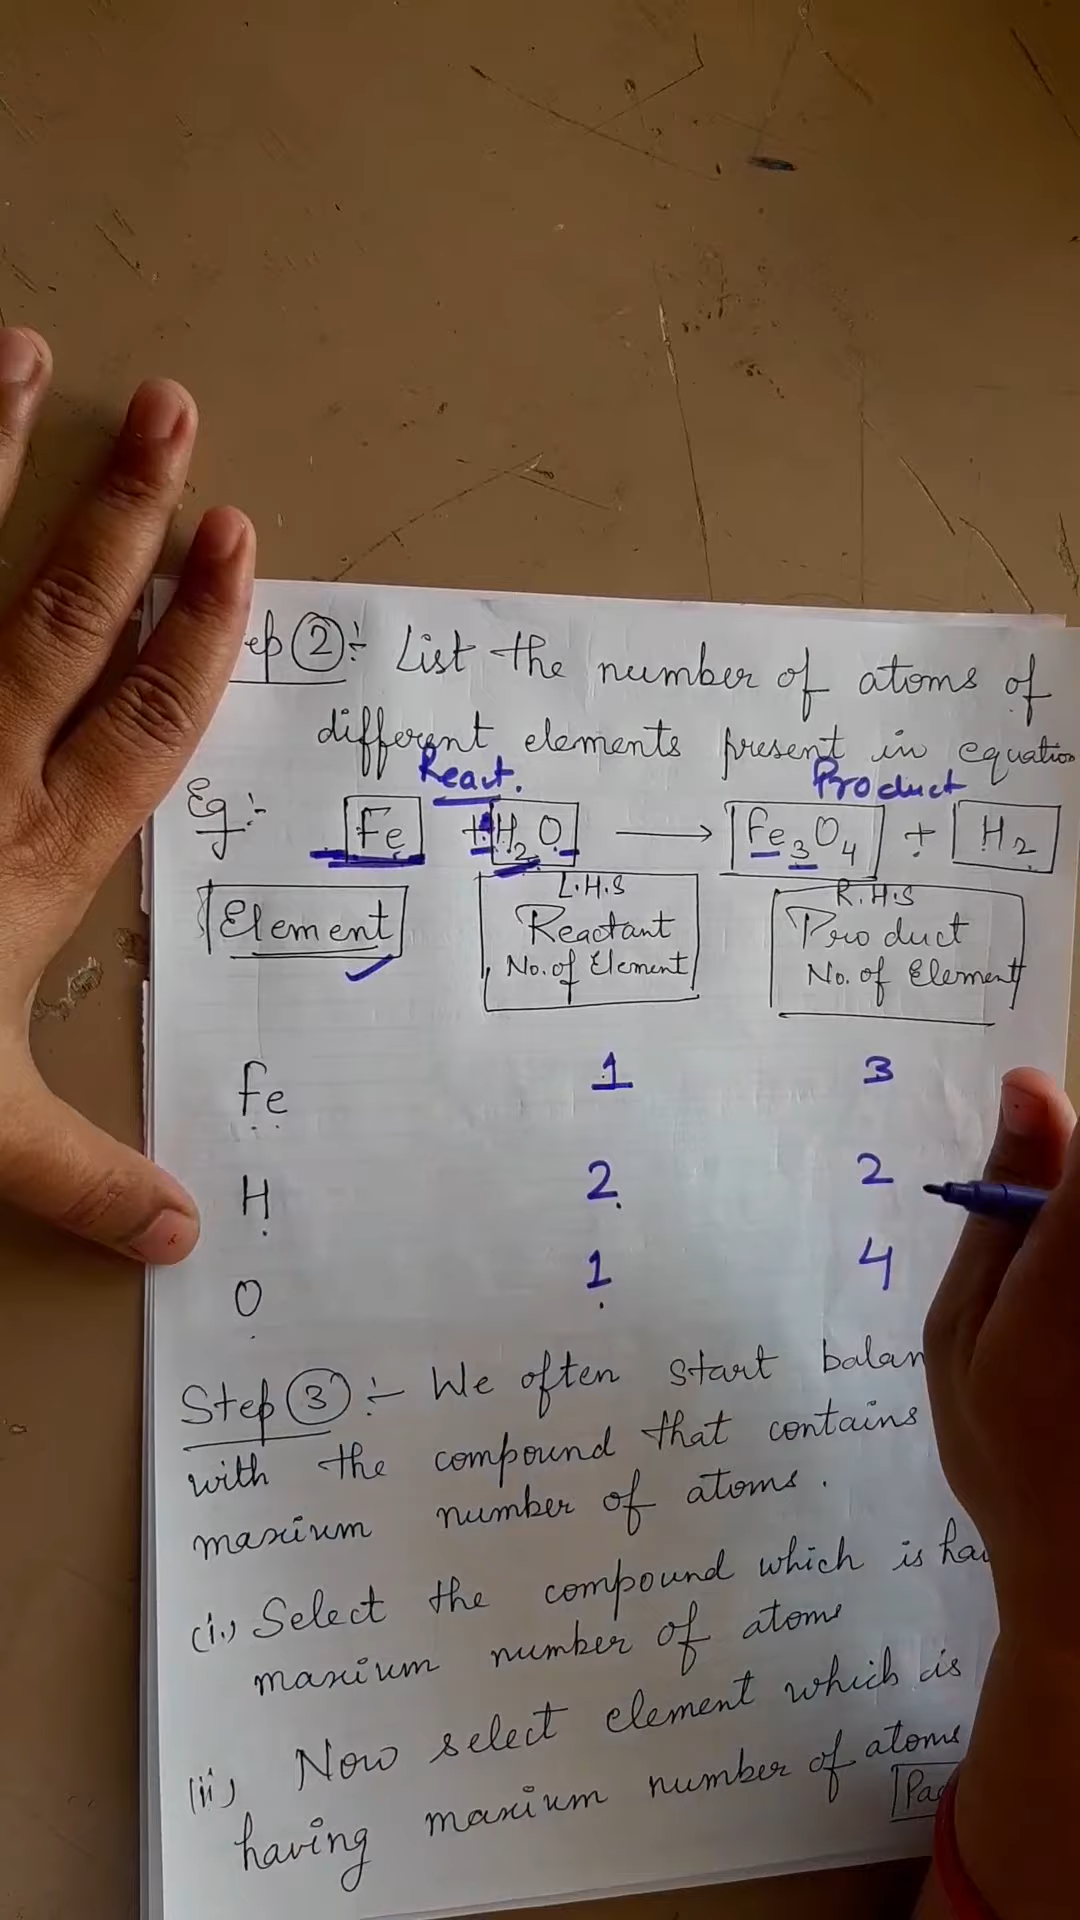 ep 2 :- List the number of atoms of
different elements present in equation
React. Product
Eg:- Fe + H2O → Fe3O4 + H2
L.H.S R.H.S
Element Reactant Product
No. of Element No. of Element
Fe 1 3
H 2 2
O 1 4
Step 3 :- We often start balan
with the compound that contains
maxium number of atoms.
(i.) Select the compound which is hai
maxium number of atoms
(ii) Now select element which is
having maxium number of atoms
Pag